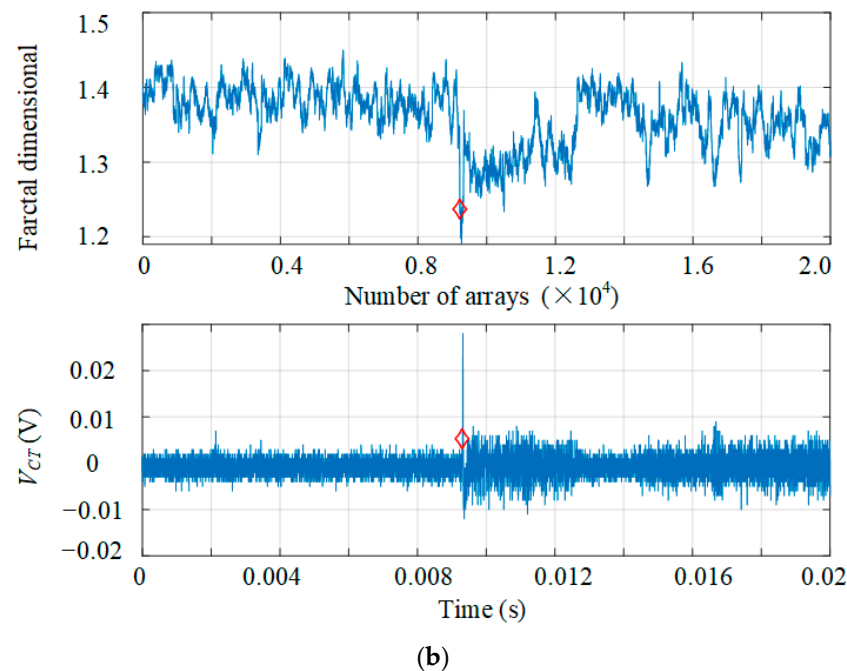 1.5
1.4
1.3
1.2
Farctal dimensional
0 0.4 0.8 1.2 1.6 2.0
Number of arrays (×10⁴)
0.02
0.01
0
−0.01
−0.02
V_CT (V)
0 0.004 0.008 0.012 0.016 0.02
Time (s)
(b)